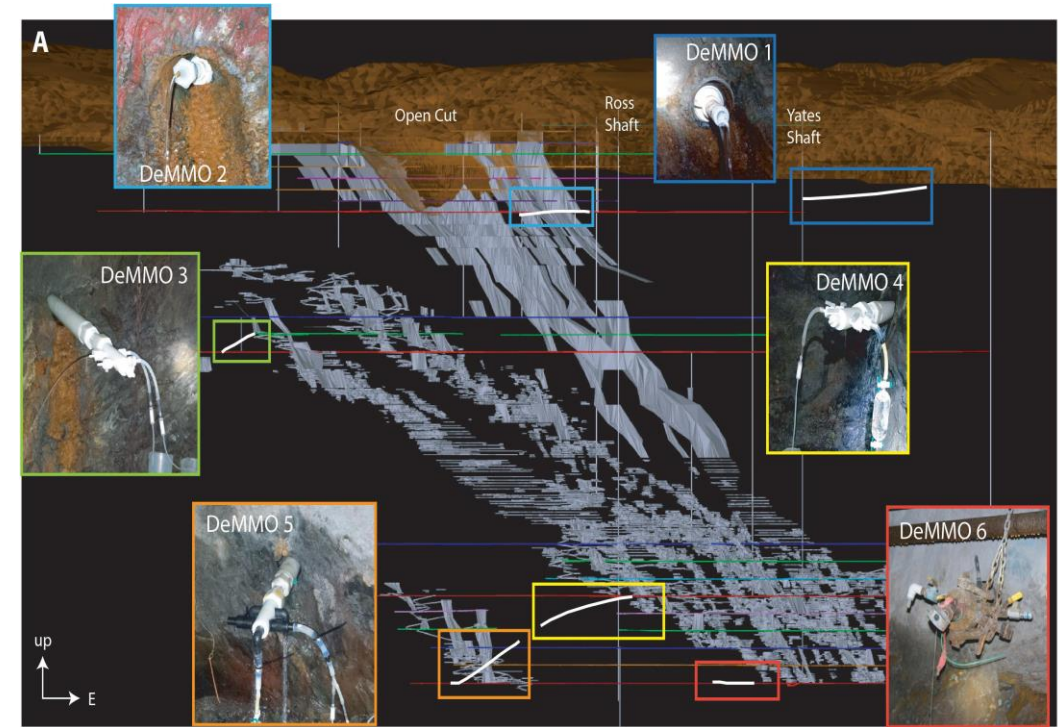 A
DeMMO 2
Open Cut
Ross
Shaft
DeMMO 1
Yates
Shaft
DeMMO 3
DeMMO 4
DeMMO 5
DeMMO 6
up
E